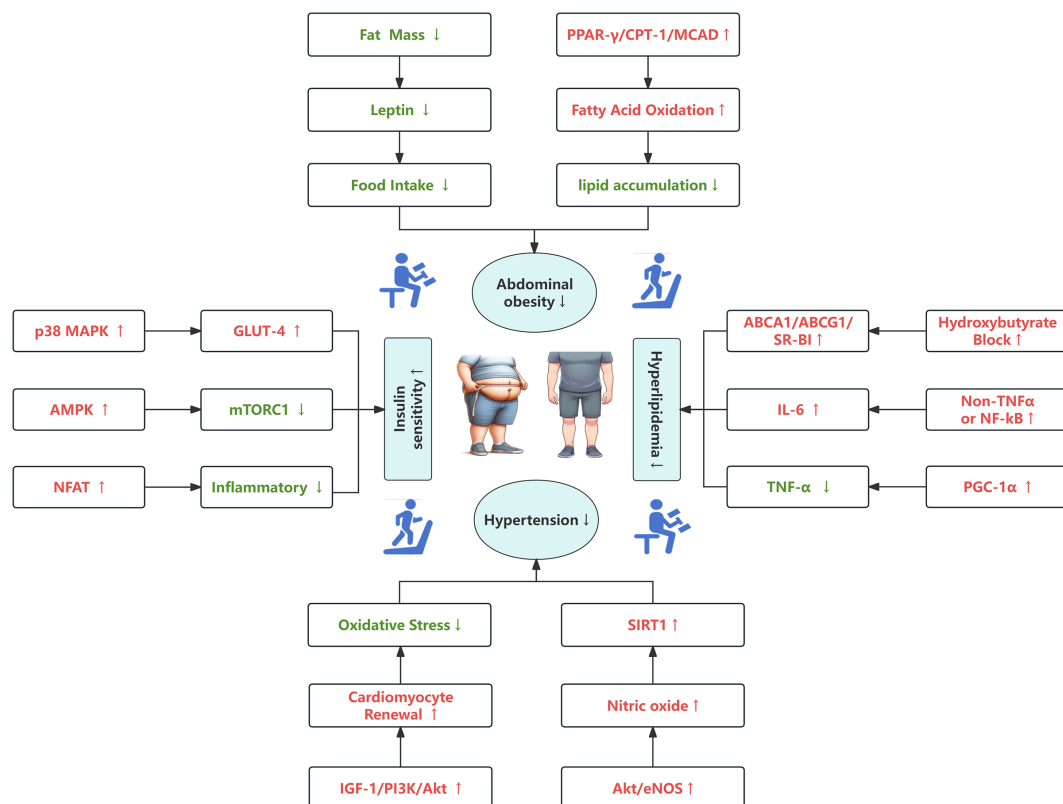 Fat Mass ↓
PPAR-γ/CPT-1/MCAD ↑
Leptin ↓
Fatty Acid Oxidation ↑
Food Intake ↓
lipid accumulation ↓
Abdominal
obesity ↓
p38 MAPK ↑
GLUT-4 ↑
AMPK ↑
mTORC1 ↓
NFAT ↑
Inflammatory ↓
Insulin
sensitivity ↑
Hyperlipidemia ↓
ABCA1/ABCG1/
SR-BI ↑
Hydroxybutyrate
Block ↑
IL-6 ↑
Non-TNFα
or NF-kB ↑
TNF-α ↓
PGC-1α ↑
Hypertension ↓
Oxidative Stress ↓
SIRT1 ↑
Cardiomyocyte
Renewal ↑
Nitric oxide ↑
IGF-1/PI3K/Akt ↑
Akt/eNOS ↑